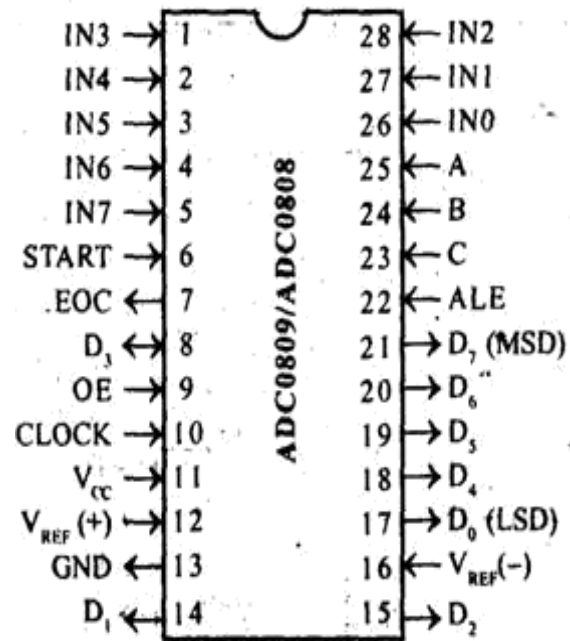 IN3 1 28 IN2
IN4 2 27 IN1
IN5 3 26 IN0
IN6 4 25 A
IN7 5 24 B
START 6 23 C
EOC 7 22 ALE
D3 8 21 D7 (MSD)
OE 9 20 D6
CLOCK 10 19 D5
VCC 11 18 D4
VREF (+) 12 17 D0 (LSD)
GND 13 16 VREF(−)
D1 14 15 D2
ADC0809/ADC0808